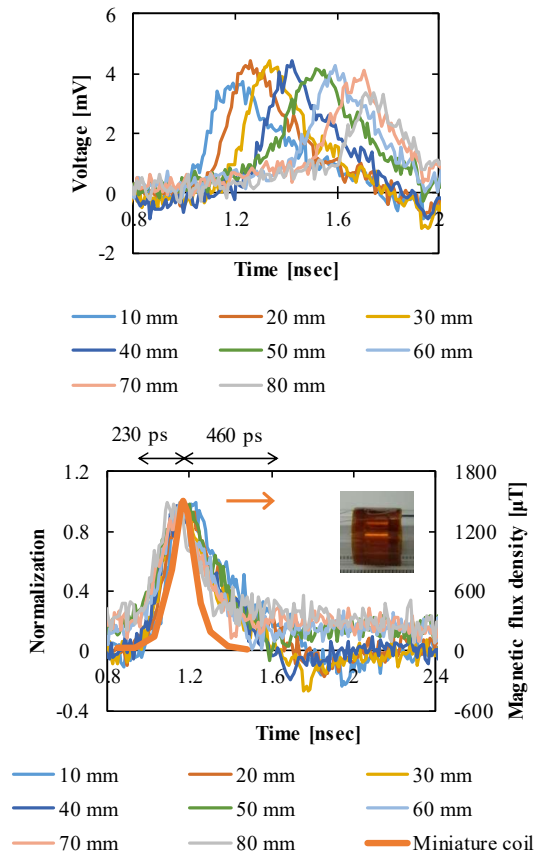 6
4
2
0
-2
Voltage [mV]
0.8 1.2 1.6 2
Time [nsec]
10 mm 20 mm 30 mm
40 mm 50 mm 60 mm
70 mm 80 mm
230 ps 460 ps
1.2 1800
0.8 1200
0.4 600
0 0
-0.4 -600
Normalization
Magnetic flux density [μT]
0.8 1.2 1.6 2 2.4
Time [nsec]
10 mm 20 mm 30 mm
40 mm 50 mm 60 mm
70 mm 80 mm Miniature coil